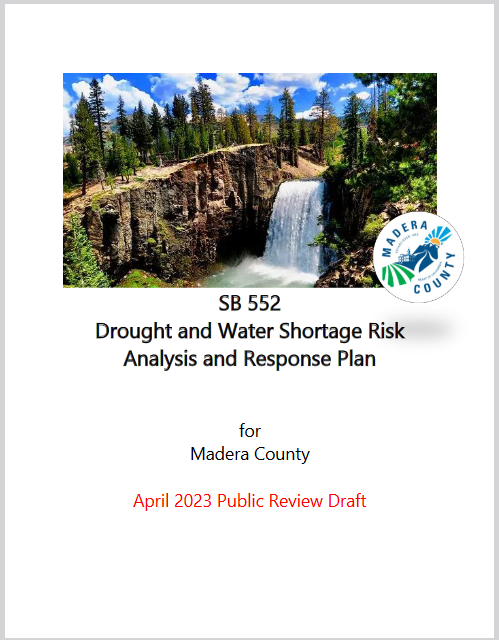 MADERA
COUNTY
SB 552
Drought and Water Shortage Risk
Analysis and Response Plan
for
Madera County
April 2023 Public Review Draft